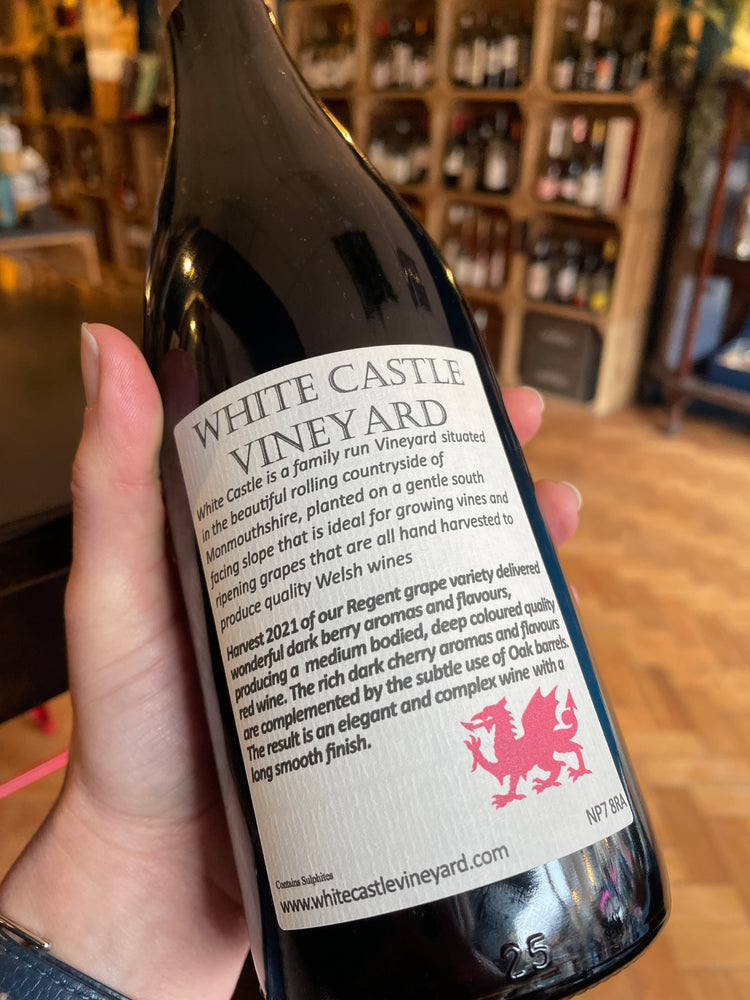 WHITE CASTLE
VINEYARD
White Castle is a family run Vineyard situated
in the beautiful rolling countryside of
Monmouthshire, planted on a gentle south
facing slope that is ideal for growing vines and
ripening grapes that are all hand harvested to
produce quality Welsh wines
Harvest 2021 of our Regent grape variety delivered
wonderful dark berry aromas and flavours,
producing a medium bodied, deep coloured quality
red wine. The rich dark cherry aromas and flavours
are complemented by the subtle use of Oak barrels.
The result is an elegant and complex wine with a
long smooth finish.
NP7 8RA
Contains Sulphites
www.whitecastlevineyard.com
25